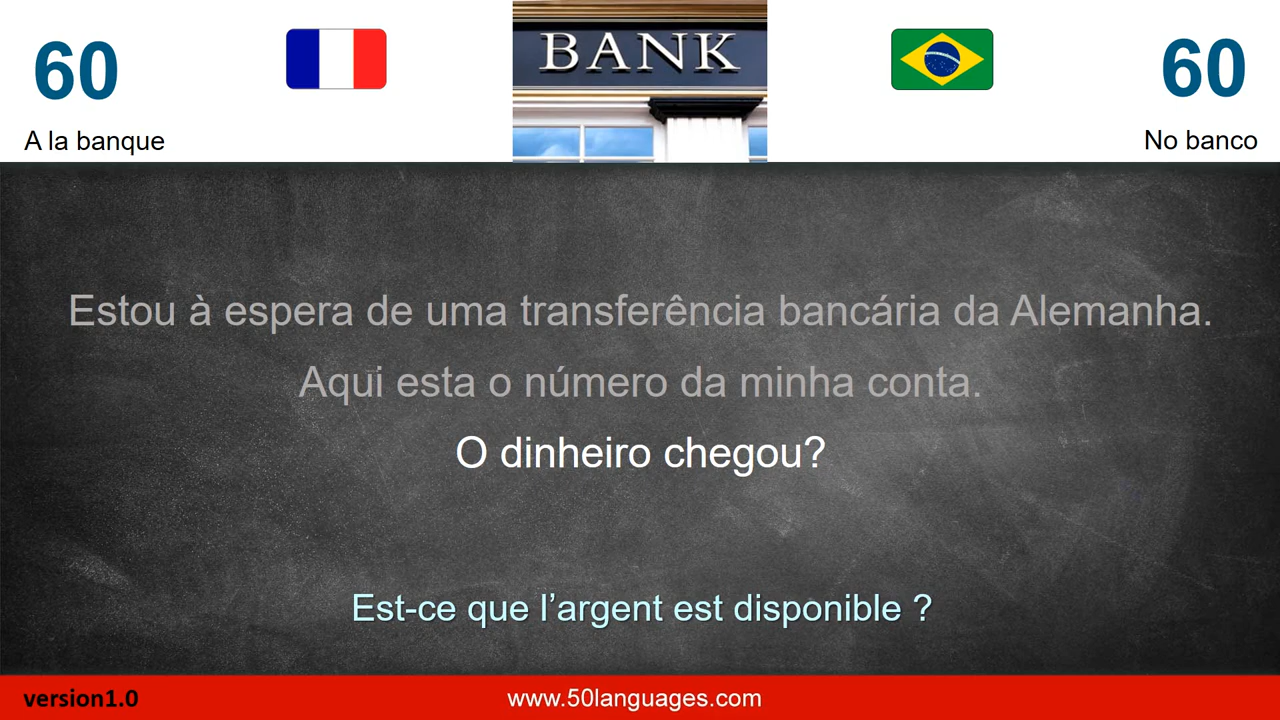 60
BANK
60
A la banque
No banco
Estou à espera de uma transferência bancária da Alemanha.
Aqui esta o número da minha conta.
O dinheiro chegou?
Est-ce que l’argent est disponible ?
version1.0
www.50languages.com